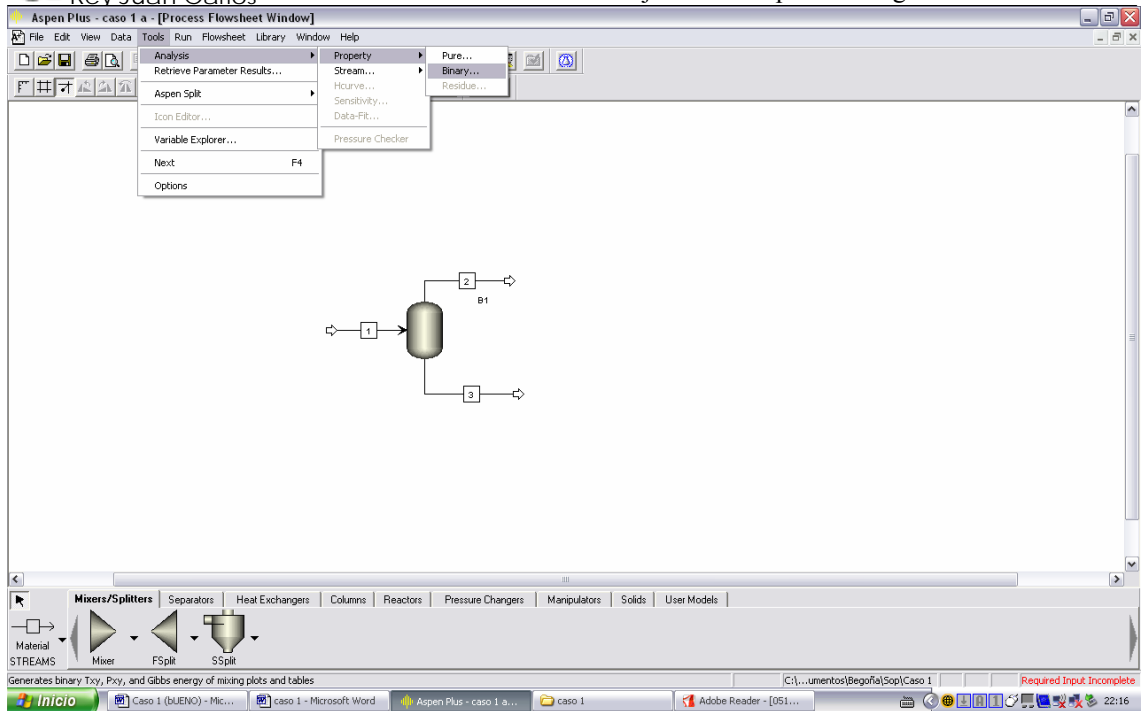 Rey Juan Carlos
Aspen Plus - caso 1 a - [Process Flowsheet Window]
File Edit View Data Tools Run Flowsheet Library Window Help
Analysis
Retrieve Parameter Results...
Aspen Split
Icon Editor...
Variable Explorer...
Next F4
Options
Property
Stream...
Hcurve...
Sensitivity...
Data-Fit...
Pressure Checker
Pure...
Binary...
Residue...
2
B1
1
3
Mixers/Splitters Separators Heat Exchangers Columns Reactors Pressure Changers Manipulators Solids User Models
Material
STREAMS Mixer FSplit SSplit
Generates binary Txy, Pxy, and Gibbs energy of mixing plots and tables C:\...umentos\Begoña\Sop\Caso 1 Required Input Incomplete
Inicio Caso 1 (bUENO) - Mic... caso 1 - Microsoft Word Aspen Plus - caso 1 a... caso 1 Adobe Reader - [051... 22:16